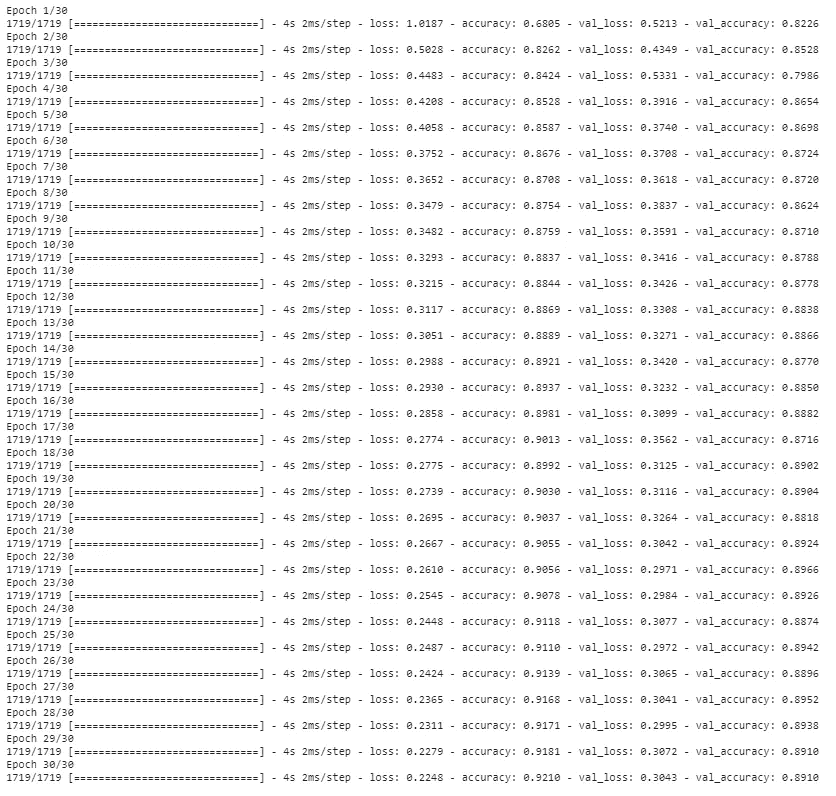 Epoch 1/30
1719/1719 [==============================] - 4s 2ms/step - loss: 1.0187 - accuracy: 0.6805 - val_loss: 0.5213 - val_accuracy: 0.8226
Epoch 2/30
1719/1719 [==============================] - 4s 2ms/step - loss: 0.5028 - accuracy: 0.8262 - val_loss: 0.4349 - val_accuracy: 0.8528
Epoch 3/30
1719/1719 [==============================] - 4s 2ms/step - loss: 0.4483 - accuracy: 0.8424 - val_loss: 0.5331 - val_accuracy: 0.7986
Epoch 4/30
1719/1719 [==============================] - 4s 2ms/step - loss: 0.4208 - accuracy: 0.8528 - val_loss: 0.3916 - val_accuracy: 0.8654
Epoch 5/30
1719/1719 [==============================] - 4s 2ms/step - loss: 0.4058 - accuracy: 0.8587 - val_loss: 0.3740 - val_accuracy: 0.8698
Epoch 6/30
1719/1719 [==============================] - 4s 2ms/step - loss: 0.3752 - accuracy: 0.8676 - val_loss: 0.3708 - val_accuracy: 0.8724
Epoch 7/30
1719/1719 [==============================] - 4s 2ms/step - loss: 0.3652 - accuracy: 0.8708 - val_loss: 0.3618 - val_accuracy: 0.8720
Epoch 8/30
1719/1719 [==============================] - 4s 2ms/step - loss: 0.3479 - accuracy: 0.8754 - val_loss: 0.3837 - val_accuracy: 0.8624
Epoch 9/30
1719/1719 [==============================] - 4s 2ms/step - loss: 0.3482 - accuracy: 0.8759 - val_loss: 0.3591 - val_accuracy: 0.8710
Epoch 10/30
1719/1719 [==============================] - 4s 2ms/step - loss: 0.3293 - accuracy: 0.8837 - val_loss: 0.3416 - val_accuracy: 0.8788
Epoch 11/30
1719/1719 [==============================] - 4s 2ms/step - loss: 0.3215 - accuracy: 0.8844 - val_loss: 0.3426 - val_accuracy: 0.8778
Epoch 12/30
1719/1719 [==============================] - 4s 2ms/step - loss: 0.3117 - accuracy: 0.8869 - val_loss: 0.3308 - val_accuracy: 0.8838
Epoch 13/30
1719/1719 [==============================] - 4s 2ms/step - loss: 0.3051 - accuracy: 0.8889 - val_loss: 0.3271 - val_accuracy: 0.8866
Epoch 14/30
1719/1719 [==============================] - 4s 2ms/step - loss: 0.2988 - accuracy: 0.8921 - val_loss: 0.3420 - val_accuracy: 0.8770
Epoch 15/30
1719/1719 [==============================] - 4s 2ms/step - loss: 0.2930 - accuracy: 0.8937 - val_loss: 0.3232 - val_accuracy: 0.8850
Epoch 16/30
1719/1719 [==============================] - 4s 2ms/step - loss: 0.2858 - accuracy: 0.8981 - val_loss: 0.3099 - val_accuracy: 0.8882
Epoch 17/30
1719/1719 [==============================] - 4s 2ms/step - loss: 0.2774 - accuracy: 0.9013 - val_loss: 0.3562 - val_accuracy: 0.8716
Epoch 18/30
1719/1719 [==============================] - 4s 2ms/step - loss: 0.2775 - accuracy: 0.8992 - val_loss: 0.3125 - val_accuracy: 0.8902
Epoch 19/30
1719/1719 [==============================] - 4s 2ms/step - loss: 0.2739 - accuracy: 0.9030 - val_loss: 0.3116 - val_accuracy: 0.8904
Epoch 20/30
1719/1719 [==============================] - 4s 2ms/step - loss: 0.2695 - accuracy: 0.9037 - val_loss: 0.3264 - val_accuracy: 0.8818
Epoch 21/30
1719/1719 [==============================] - 4s 2ms/step - loss: 0.2667 - accuracy: 0.9055 - val_loss: 0.3042 - val_accuracy: 0.8924
Epoch 22/30
1719/1719 [==============================] - 4s 2ms/step - loss: 0.2610 - accuracy: 0.9056 - val_loss: 0.2971 - val_accuracy: 0.8966
Epoch 23/30
1719/1719 [==============================] - 4s 2ms/step - loss: 0.2545 - accuracy: 0.9078 - val_loss: 0.2984 - val_accuracy: 0.8926
Epoch 24/30
1719/1719 [==============================] - 4s 2ms/step - loss: 0.2448 - accuracy: 0.9118 - val_loss: 0.3077 - val_accuracy: 0.8874
Epoch 25/30
1719/1719 [==============================] - 4s 2ms/step - loss: 0.2487 - accuracy: 0.9110 - val_loss: 0.2972 - val_accuracy: 0.8942
Epoch 26/30
1719/1719 [==============================] - 4s 2ms/step - loss: 0.2424 - accuracy: 0.9139 - val_loss: 0.3065 - val_accuracy: 0.8896
Epoch 27/30
1719/1719 [==============================] - 4s 2ms/step - loss: 0.2365 - accuracy: 0.9168 - val_loss: 0.3041 - val_accuracy: 0.8952
Epoch 28/30
1719/1719 [==============================] - 4s 2ms/step - loss: 0.2311 - accuracy: 0.9171 - val_loss: 0.2995 - val_accuracy: 0.8938
Epoch 29/30
1719/1719 [==============================] - 4s 2ms/step - loss: 0.2279 - accuracy: 0.9181 - val_loss: 0.3072 - val_accuracy: 0.8910
Epoch 30/30
1719/1719 [==============================] - 4s 2ms/step - loss: 0.2248 - accuracy: 0.9210 - val_loss: 0.3043 - val_accuracy: 0.8910